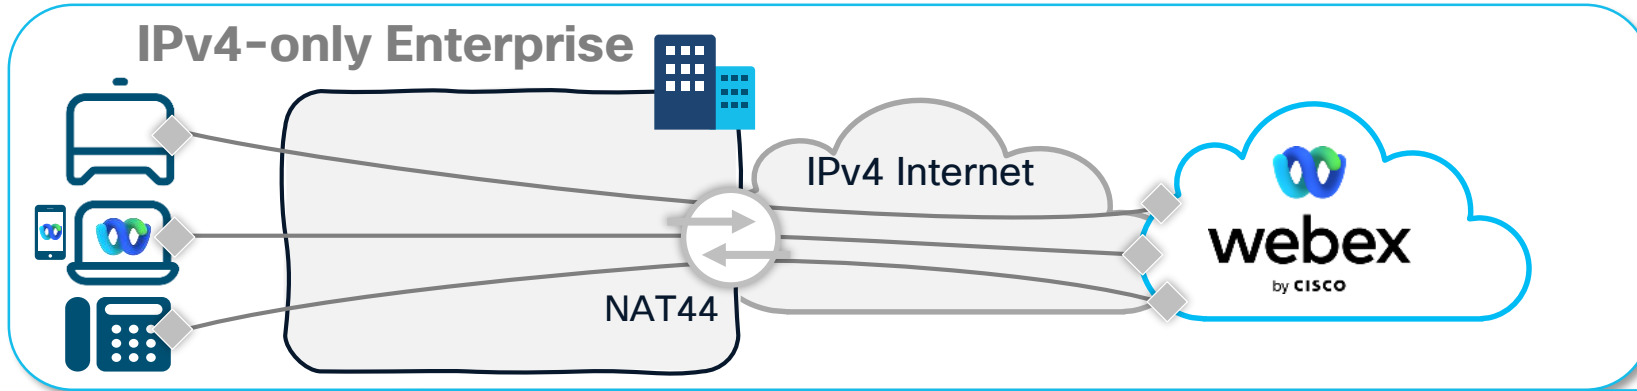 IPv4-only Enterprise
IPv4 Internet
NAT44
webex
by CISCO